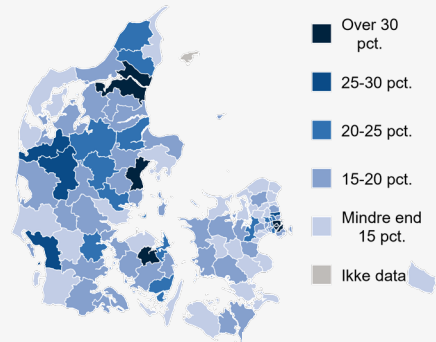 Over 30
pct.
25-30 pct.
20-25 pct.
15-20 pct.
Mindre end
15 pct.
Ikke data